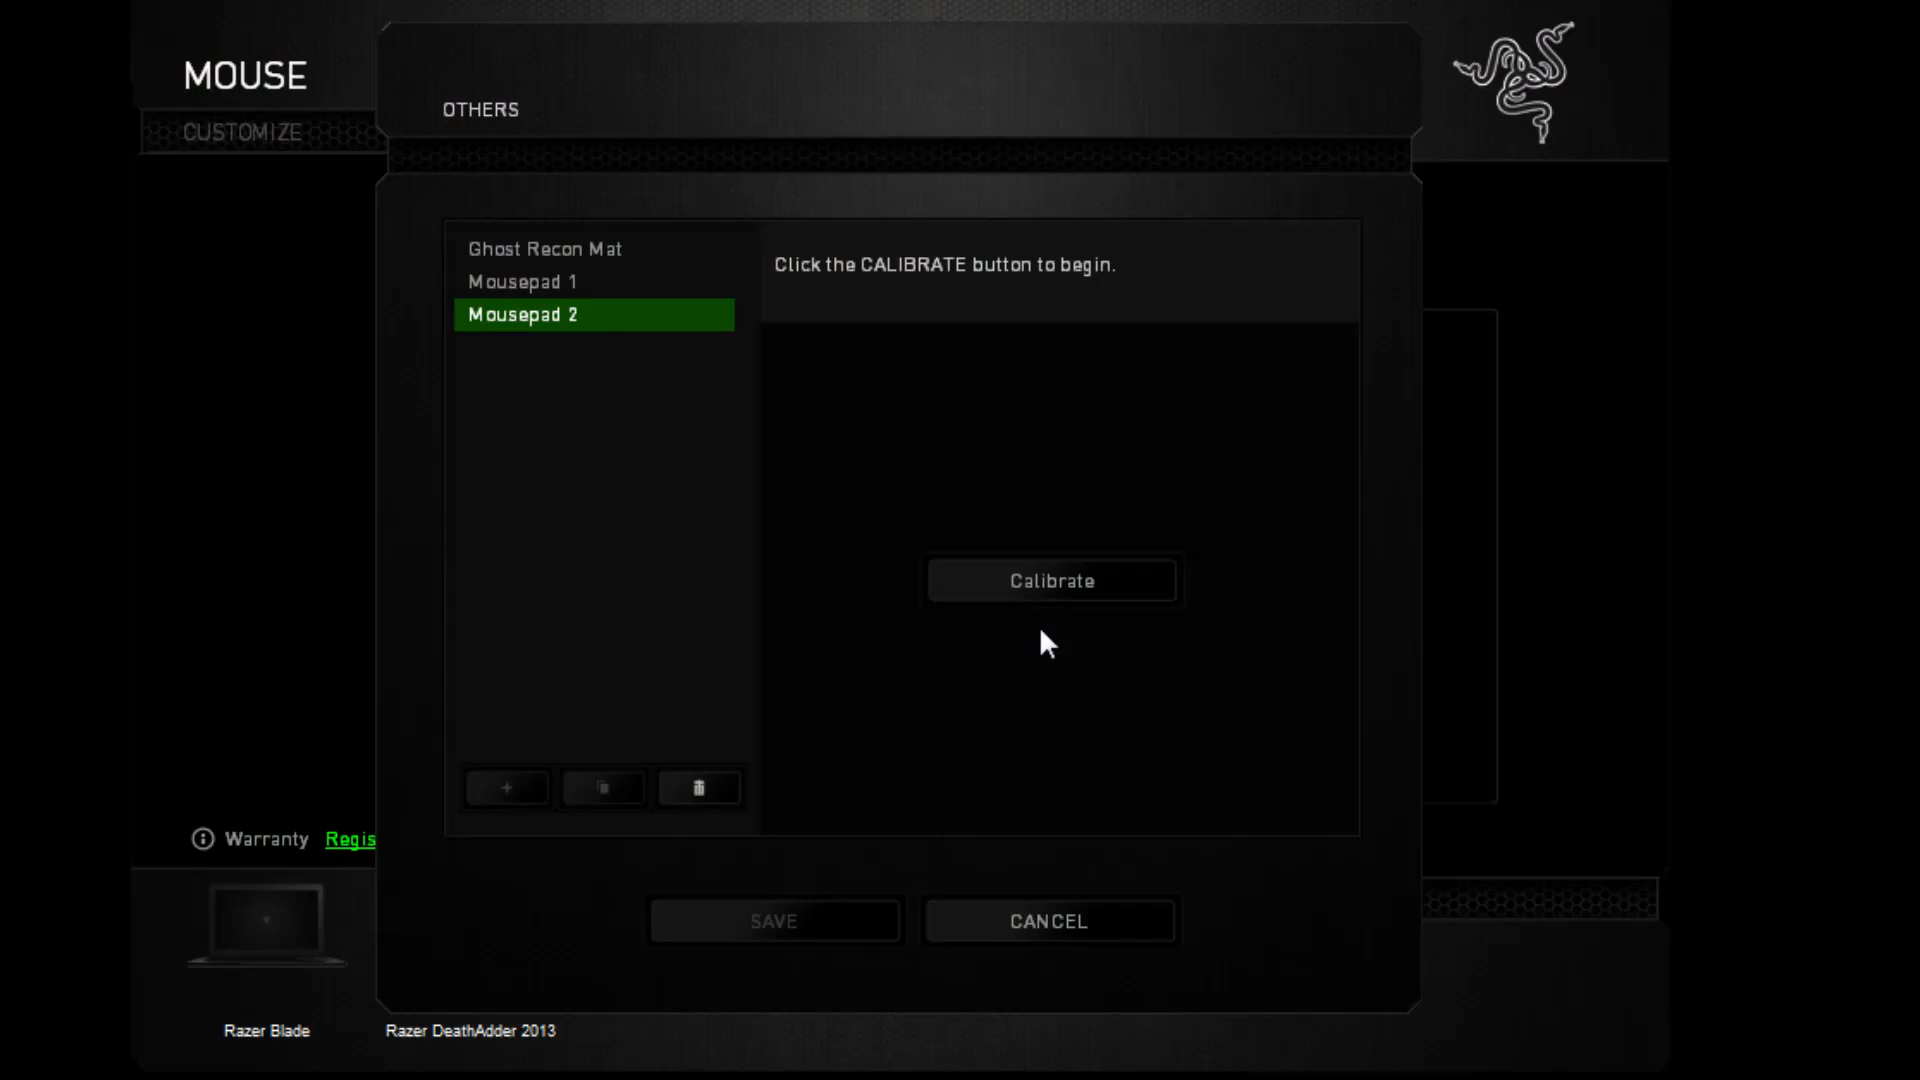 MOUSE
CUSTOMIZE
OTHERS
Ghost Recon Mat
Mousepad 1
Mousepad 2
Click the CALIBRATE button to begin.
Calibrate
Warranty Regis
SAVE
CANCEL
Razer Blade
Razer DeathAdder 2013